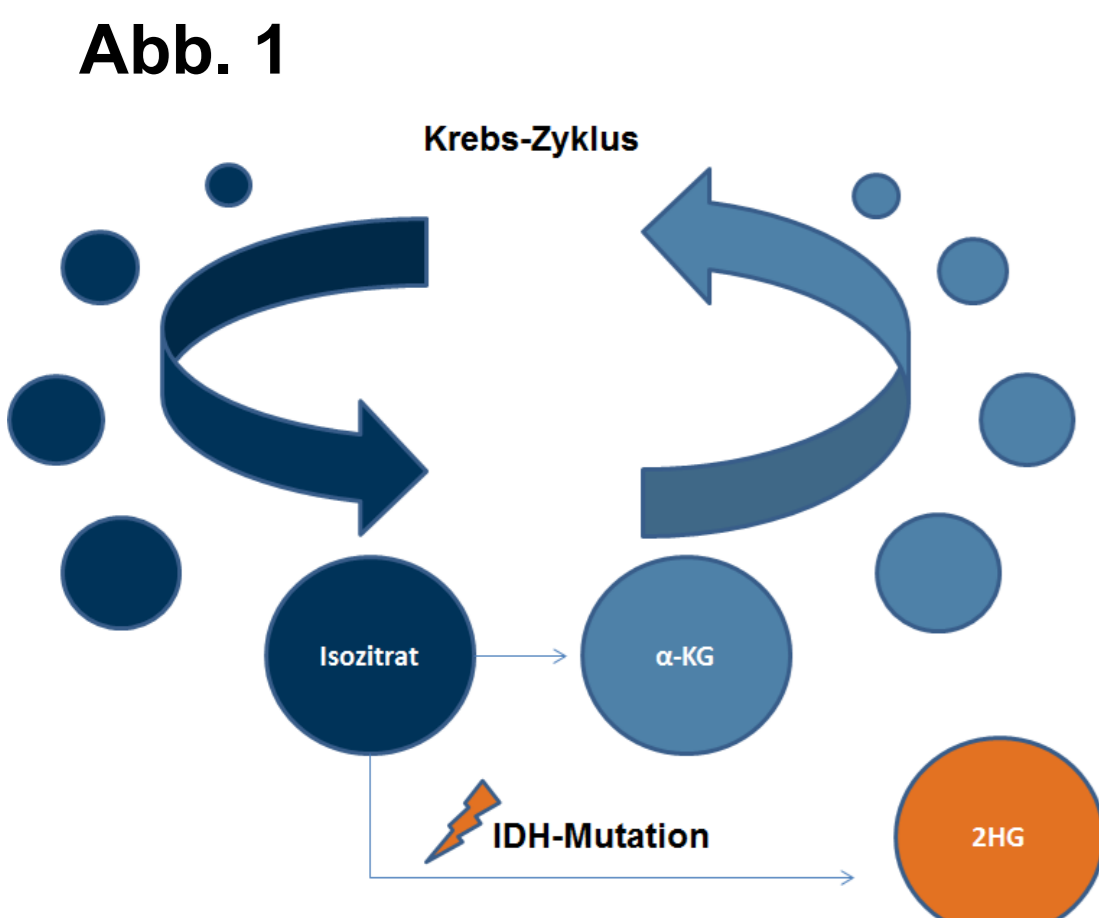 Abb. 1
Krebs-Zyklus
Isozitrat
α-KG
IDH-Mutation
2HG